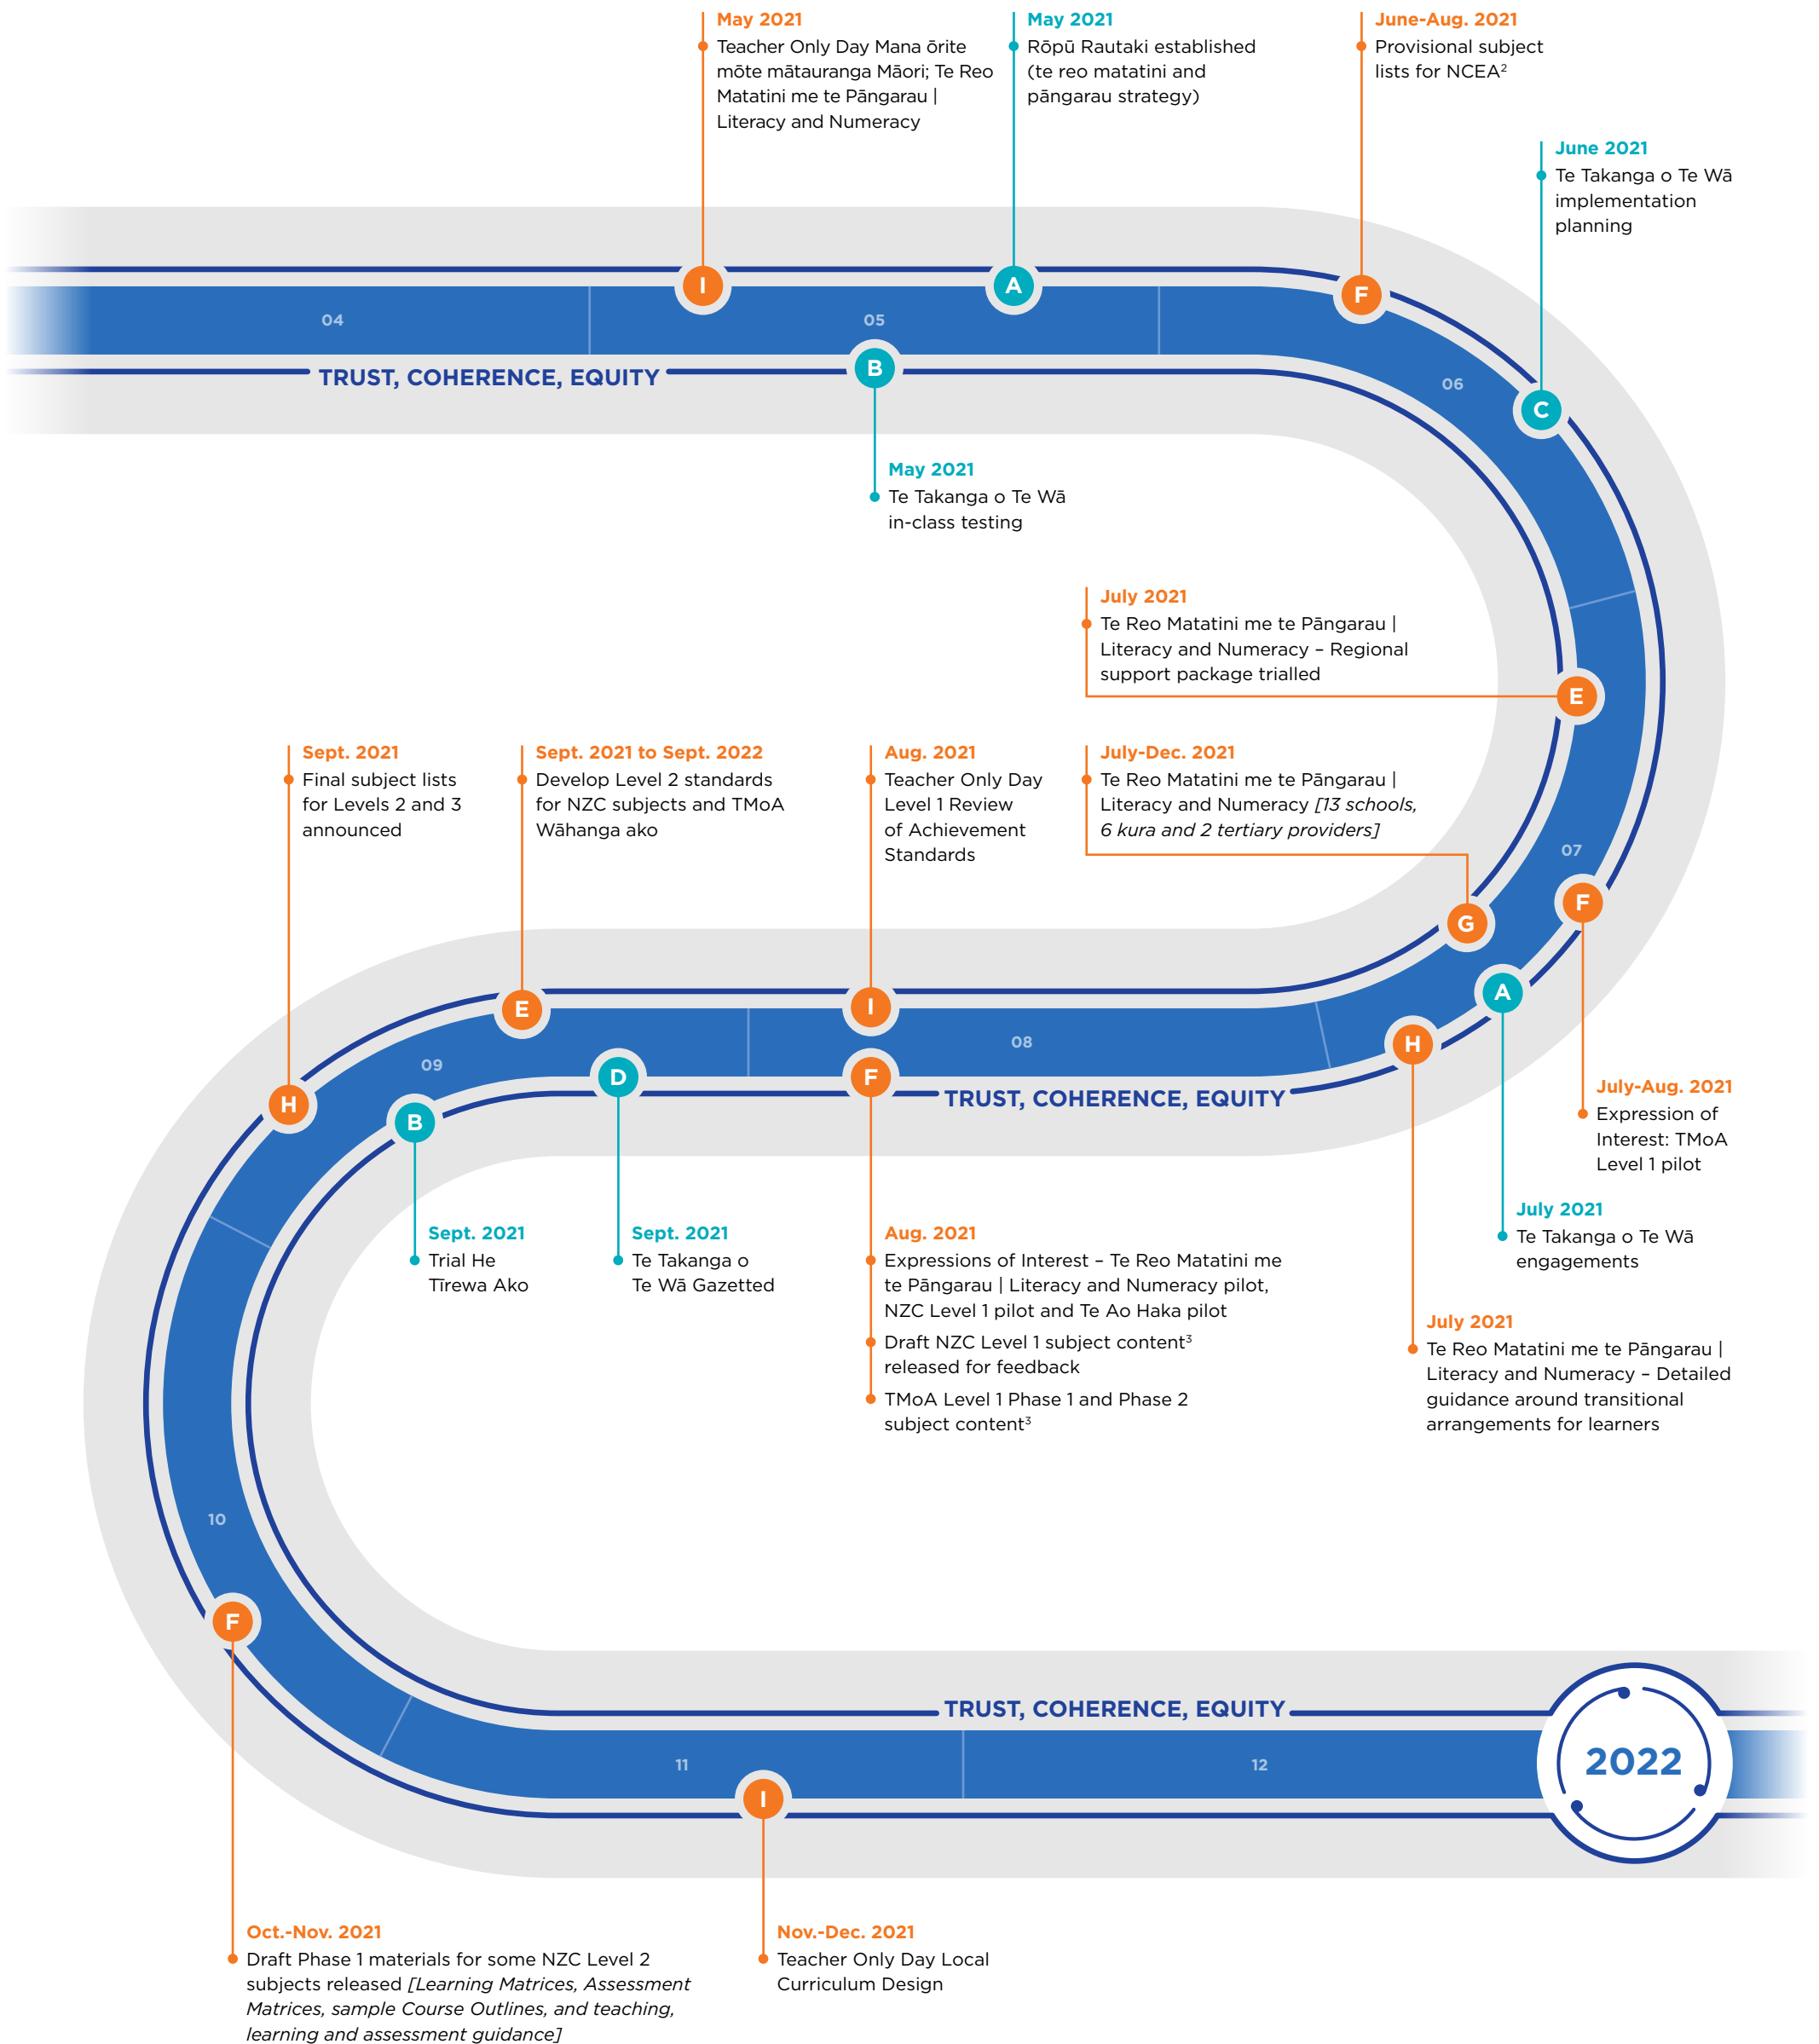 May 2021
Teacher Only Day Mana ōrite
mōte mātauranga Māori; Te Reo
Matatini me te Pāngarau |
Literacy and Numeracy
May 2021
Rōpū Rautaki established
(te reo matatini and
pāngarau strategy)
June-Aug. 2021
Provisional subject
lists for NCEA²
June 2021
Te Takanga o Te Wā
implementation
planning
I
A
F
04
05
TRUST, COHERENCE, EQUITY
B
06
C
May 2021
Te Takanga o Te Wā
in-class testing
July 2021
Te Reo Matatini me te Pāngarau |
Literacy and Numeracy – Regional
support package trialled
E
Sept. 2021
Final subject lists
for Levels 2 and 3
announced
Sept. 2021 to Sept. 2022
Develop Level 2 standards
for NZC subjects and TMoA
Wāhanga ako
Aug. 2021
Teacher Only Day
Level 1 Review
of Achievement
Standards
July-Dec. 2021
Te Reo Matatini me te Pāngarau |
Literacy and Numeracy [13 schools,
6 kura and 2 tertiary providers]
07
F
G
A
E
I
H
08
09
D
F
TRUST, COHERENCE, EQUITY
H
B
July-Aug. 2021
Expression of
Interest: TMoA
Level 1 pilot
July 2021
Te Takanga o Te Wā
engagements
Sept. 2021
Trial He
Tīrewa Ako
Sept. 2021
Te Takanga o
Te Wā Gazetted
Aug. 2021
Expressions of Interest – Te Reo Matatini me
te Pāngarau | Literacy and Numeracy pilot,
NZC Level 1 pilot and Te Ao Haka pilot
Draft NZC Level 1 subject content³
released for feedback
TMoA Level 1 Phase 1 and Phase 2
subject content³
July 2021
Te Reo Matatini me te Pāngarau |
Literacy and Numeracy – Detailed
guidance around transitional
arrangements for learners
10
F
TRUST, COHERENCE, EQUITY
11
12
2022
I
Oct.-Nov. 2021
Draft Phase 1 materials for some NZC Level 2
subjects released [Learning Matrices, Assessment
Matrices, sample Course Outlines, and teaching,
learning and assessment guidance]
Nov.-Dec. 2021
Teacher Only Day Local
Curriculum Design